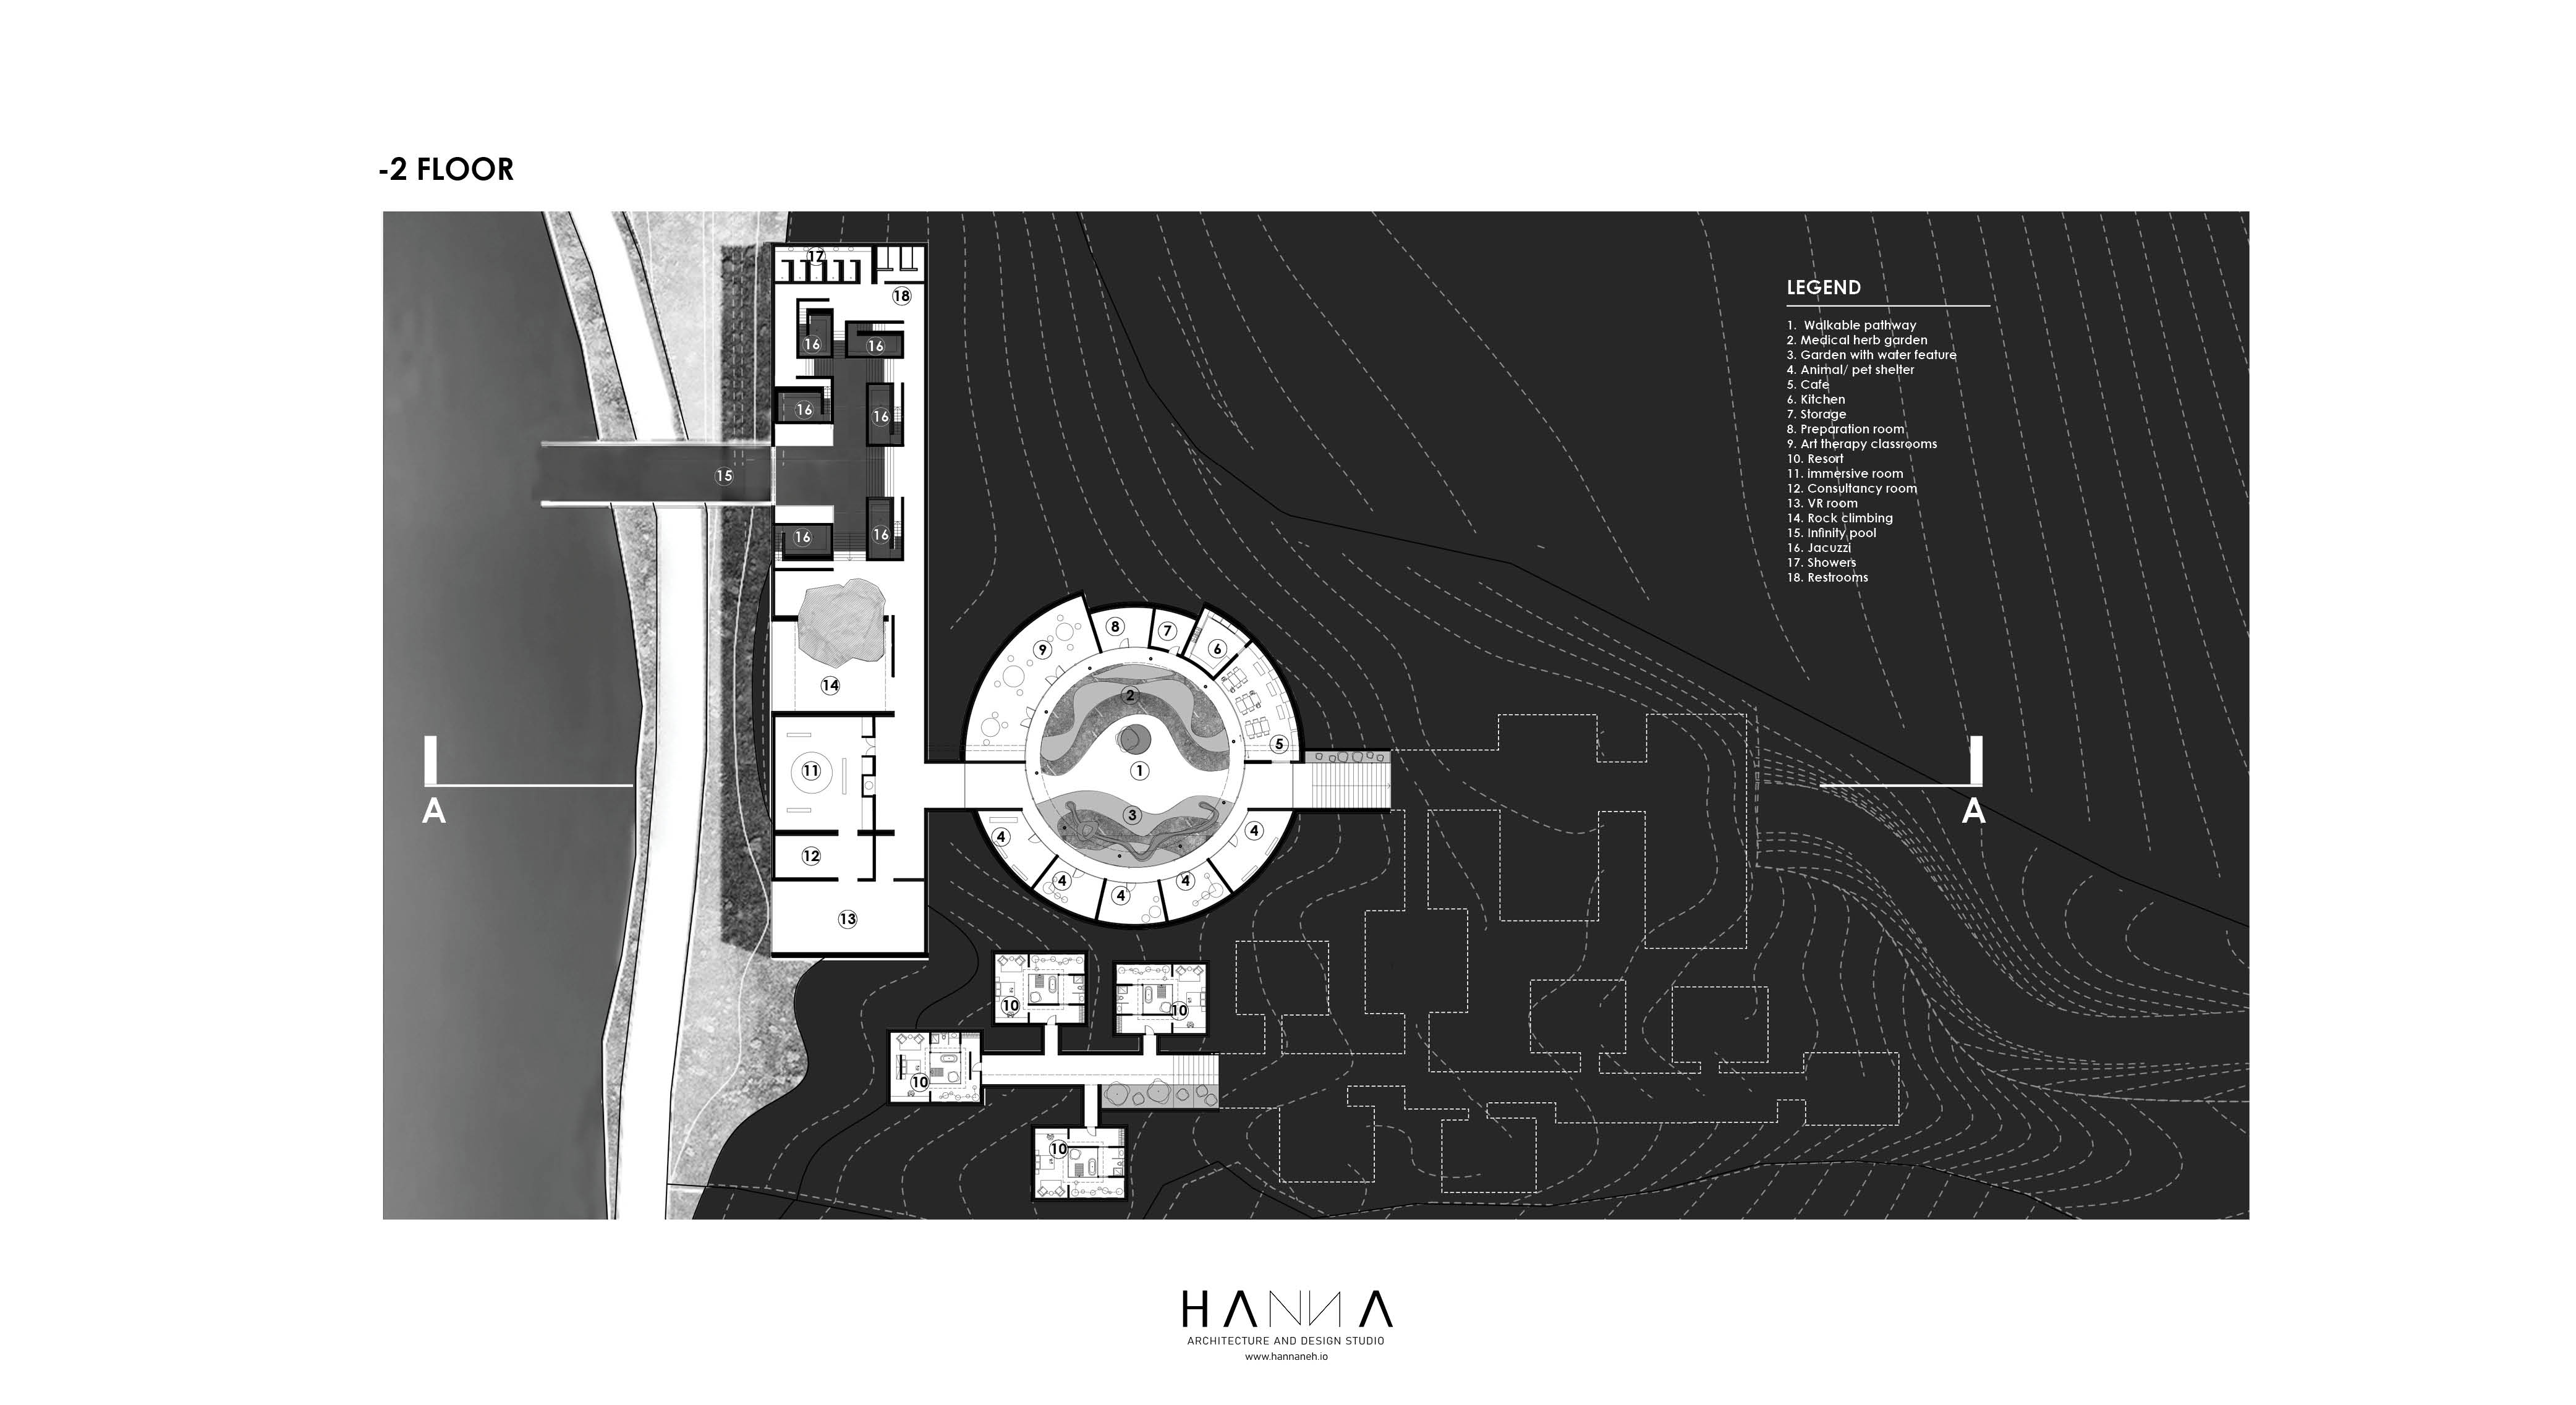 -2 FLOOR
LEGEND
1. Walkable pathway
2. Medical herb garden
3. Garden with water feature
4. Animal/ pet shelter
5. Cafe
6. Kitchen
7. Storage
8. Preparation room
9. Art therapy classrooms
10. Resort
11. immersive room
12. Consultancy room
13. VR room
14. Rock climbing
15. Infinity pool
16. Jacuzzi
17. Showers
18. Restrooms
17
18
16
16
16
16
15
16
16
8
7
6
9
14
2
5
11
1
3
4
4
12
4
4
4
13
A
A
10
10
10
10
HANNA
ARCHITECTURE AND DESIGN STUDIO
www.hannaneh.io